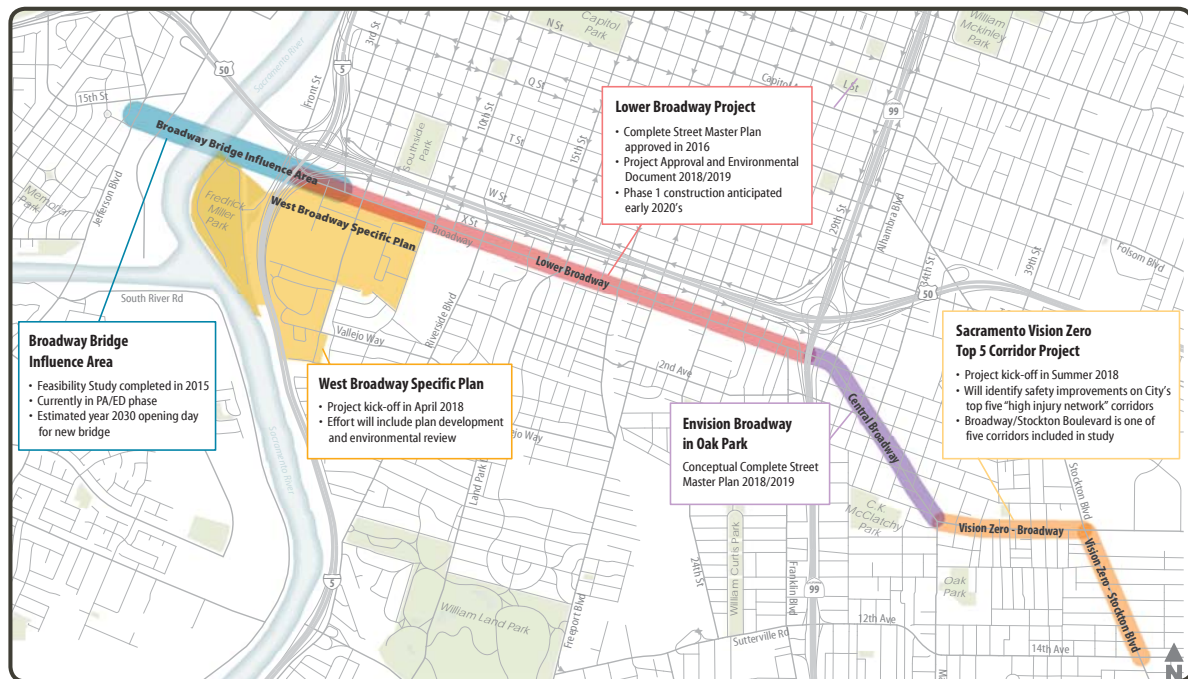 3rd St
Capitol
Park
N St
William
McKinley
Park
Sacramento River
50
5
Front St
15th St
Q St
10th St
Capitol
L St
99
Lower Broadway Project
• Complete Street Master Plan
approved in 2016
• Project Approval and Environmental
Document 2018/2019
• Phase 1 construction anticipated
early 2020's
Broadway Bridge Influence Area
Southside
Park
T St
15th St
W St
X St
Broadway
29th St
Alhambra Blvd
34th St
39th St
Folsom Blvd
50
Memorial
Park
Jefferson Blvd
Fredrick
Miller
Park
West Broadway Specific Plan
Lower Broadway
South River Rd
Riverside Blvd
Vallejo Way
2nd Ave
Broadway Bridge
Influence Area
• Feasibility Study completed in 2015
• Currently in PA/ED phase
• Estimated year 2030 opening day
for new bridge
West Broadway Specific Plan
• Project kick-off in April 2018
• Effort will include plan development
and environmental review
Sacramento Vision Zero
Top 5 Corridor Project
• Project kick-off in Summer 2018
• Will identify safety improvements on City's
top five "high injury network" corridors
• Broadway/Stockton Boulevard is one of
five corridors included in study
Envision Broadway
in Oak Park
Conceptual Complete Street
Master Plan 2018/2019
Central Broadway
Sacramento River
Way
Land Park
C.K.
McClatchy
Park
Stockton Blvd
Vision Zero - Broadway
Vision Zero - Stockton Blvd
5
William Land Park
Freeport Blvd
24th St
William Curtis Park
Franklin Blvd
99
Oak
Park
12th Ave
Sutterville Rd
14th Ave
N